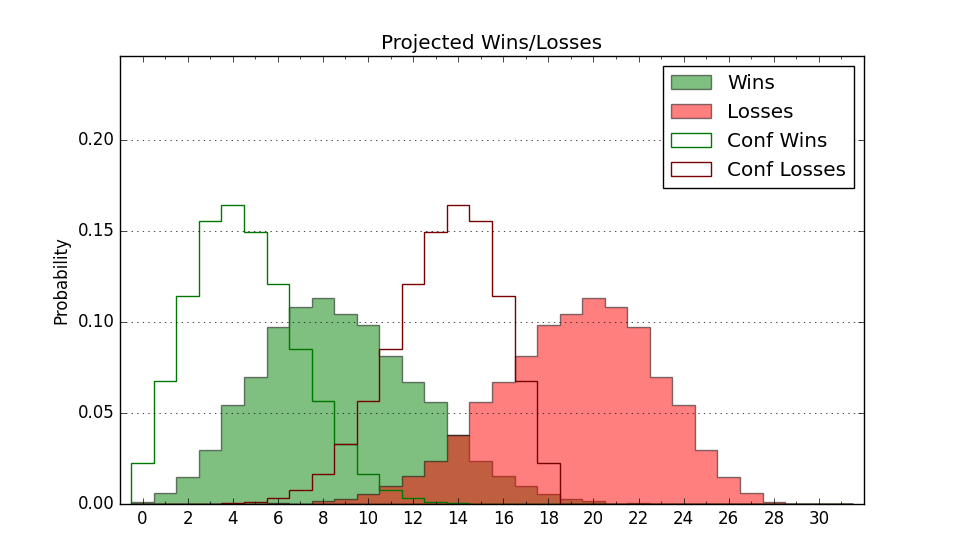 Projected Wins/Losses
Wins
Losses
Conf Wins
Conf Losses
Probability
0.20
0.15
0.10
0.05
0.00
0 2 4 6 8 10 12 14 16 18 20 22 24 26 28 30